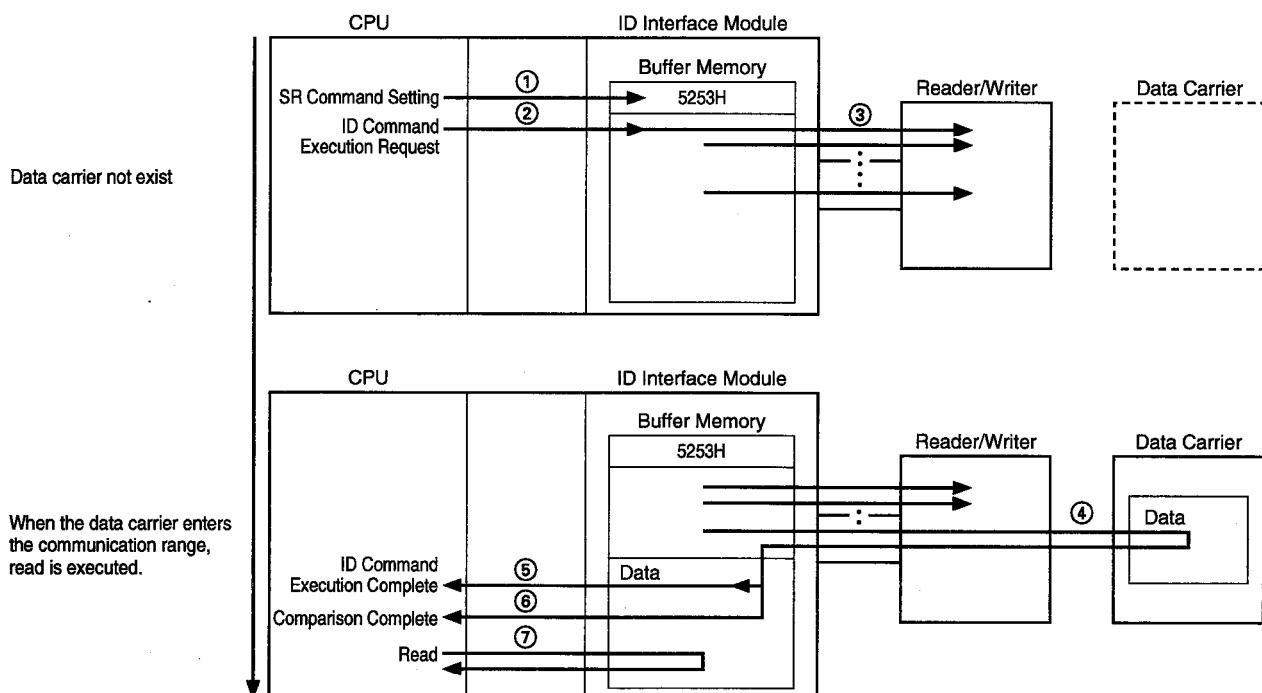 CPU
ID Interface Module
Buffer Memory
5253H
Reader/Writer
Data Carrier
SR Command Setting
①
ID Command
Execution Request
②
③
Data carrier not exist
CPU
ID Interface Module
Buffer Memory
5253H
Reader/Writer
Data Carrier
When the data carrier enters
the communication range,
read is executed.
④
Data
ID Command
Execution Complete
⑤
Data
Comparison Complete
⑥
Read
⑦